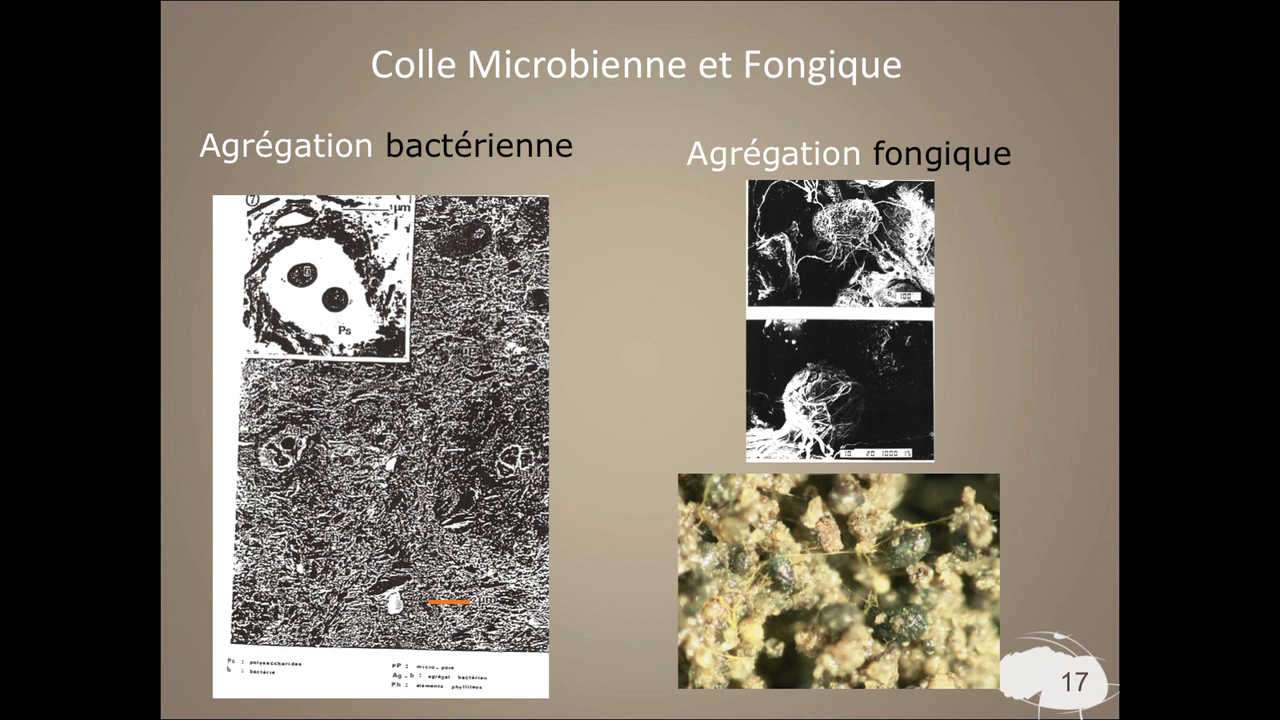 Colle Microbienne et Fongique
Agrégation bactérienne
Agrégation fongique
7
1µm
Ps
Ps : polysaccharides
b : bactérie
pP : micro-pore
Ag-b : agrégat bactérien
Ph : éléments phylliteux
17